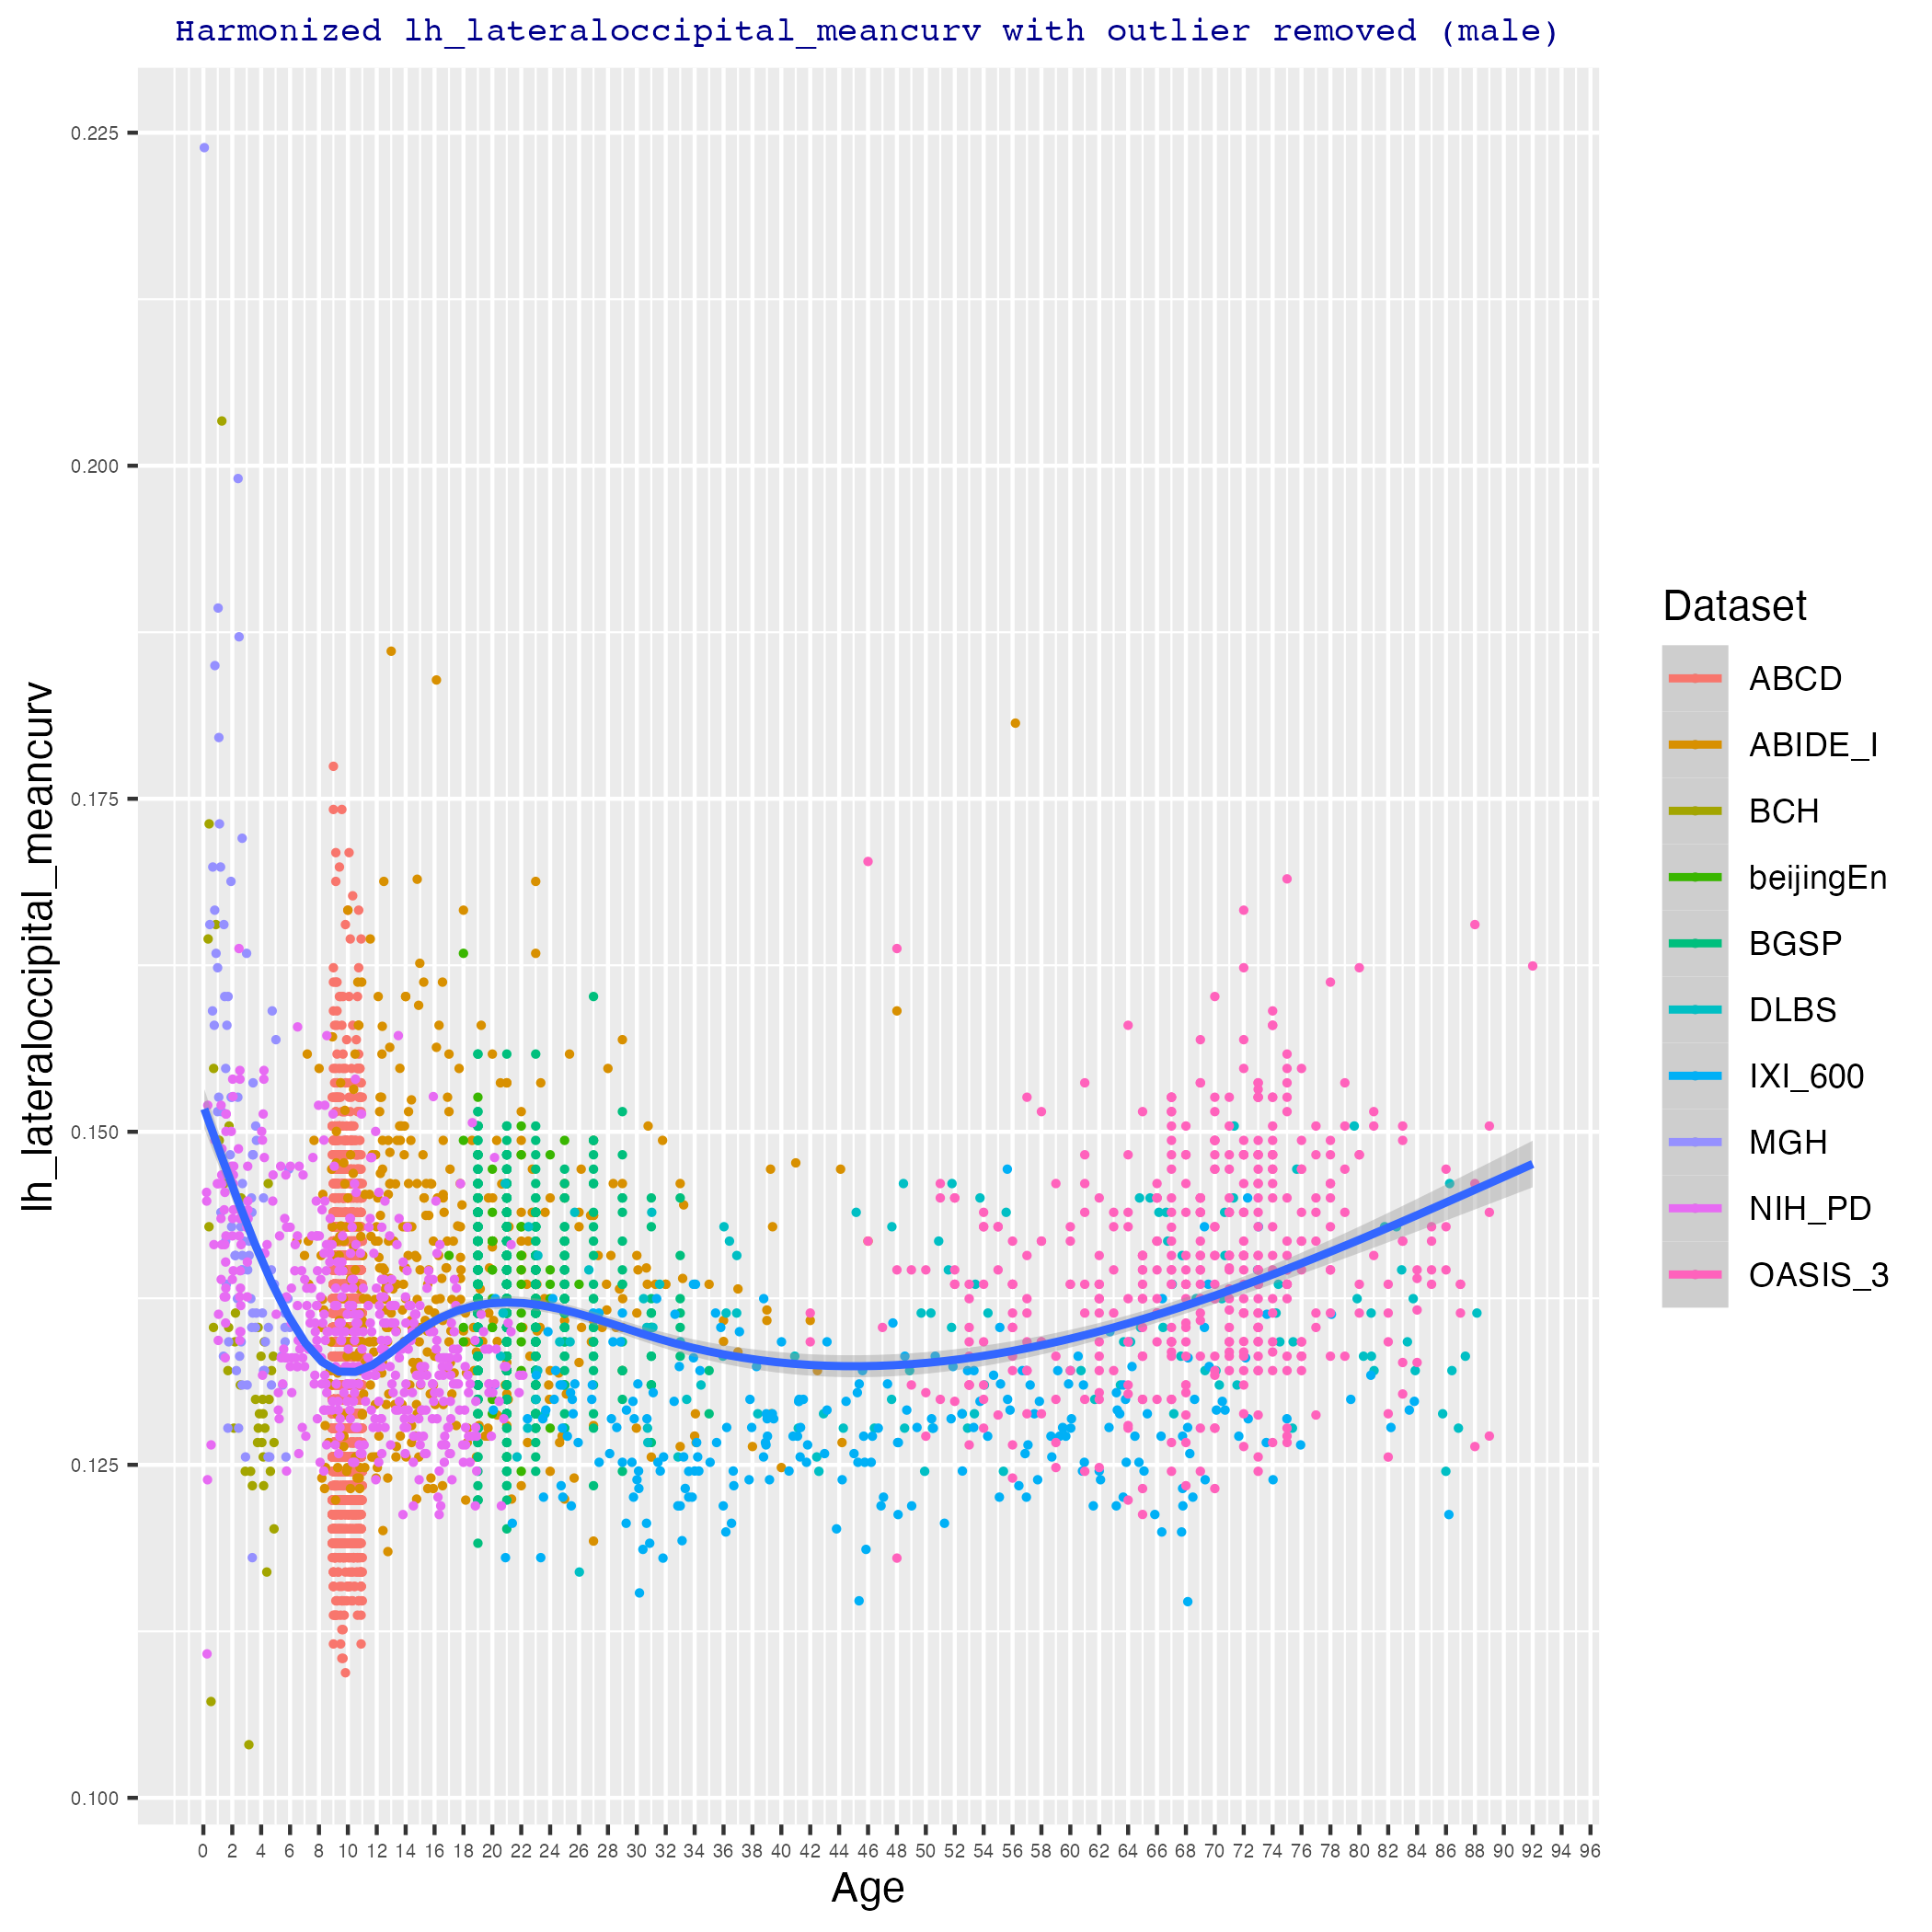 Harmonized lh_lateraloccipital_meancurv with outlier removed (male)
lh_lateraloccipital_meancurv
0.225
0.200
0.175
0.150
0.125
0.100
0 2 4 6 8 10 12 14 16 18 20 22 24 26 28 30 32 34 36 38 40 42 44 46 48 50 52 54 56 58 60 62 64 66 68 70 72 74 76 78 80 82 84 86 88 90 92 94 96
Age
Dataset
ABCD
ABIDE_I
BCH
beijingEn
BGSP
DLBS
IXI_600
MGH
NIH_PD
OASIS_3